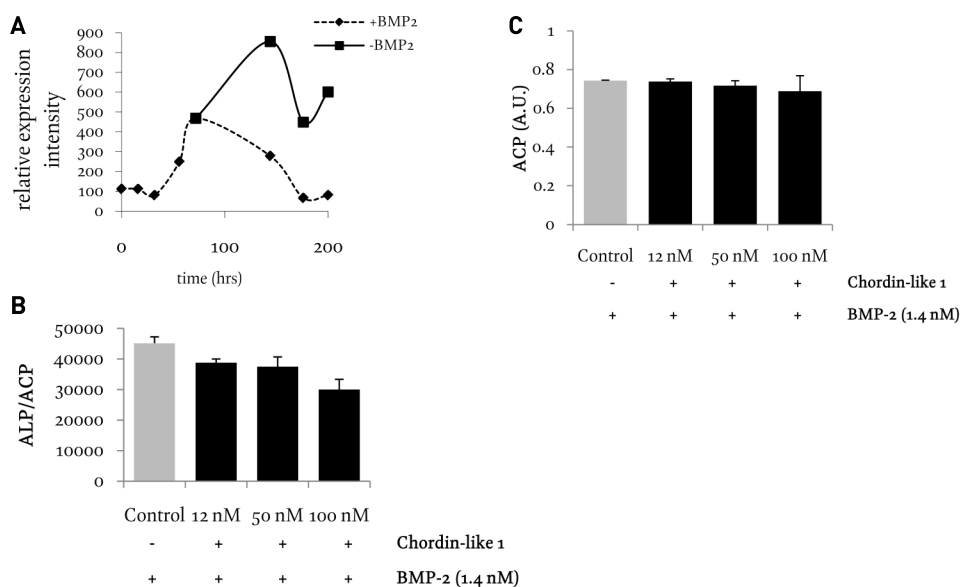 A
+BMP2
-BMP2
relative expression
intensity
900
800
700
600
500
400
300
200
100
0
0 100 200
time (hrs)
B
ALP/ACP
50000
40000
30000
20000
10000
0
Control 12 nM 50 nM 100 nM
- + + + Chordin-like 1
+ + + + BMP-2 (1.4 nM)
C
ACP (A.U.)
1
0.8
0.6
0.4
0.2
0
Control 12 nM 50 nM 100 nM
- + + + Chordin-like 1
+ + + + BMP-2 (1.4 nM)